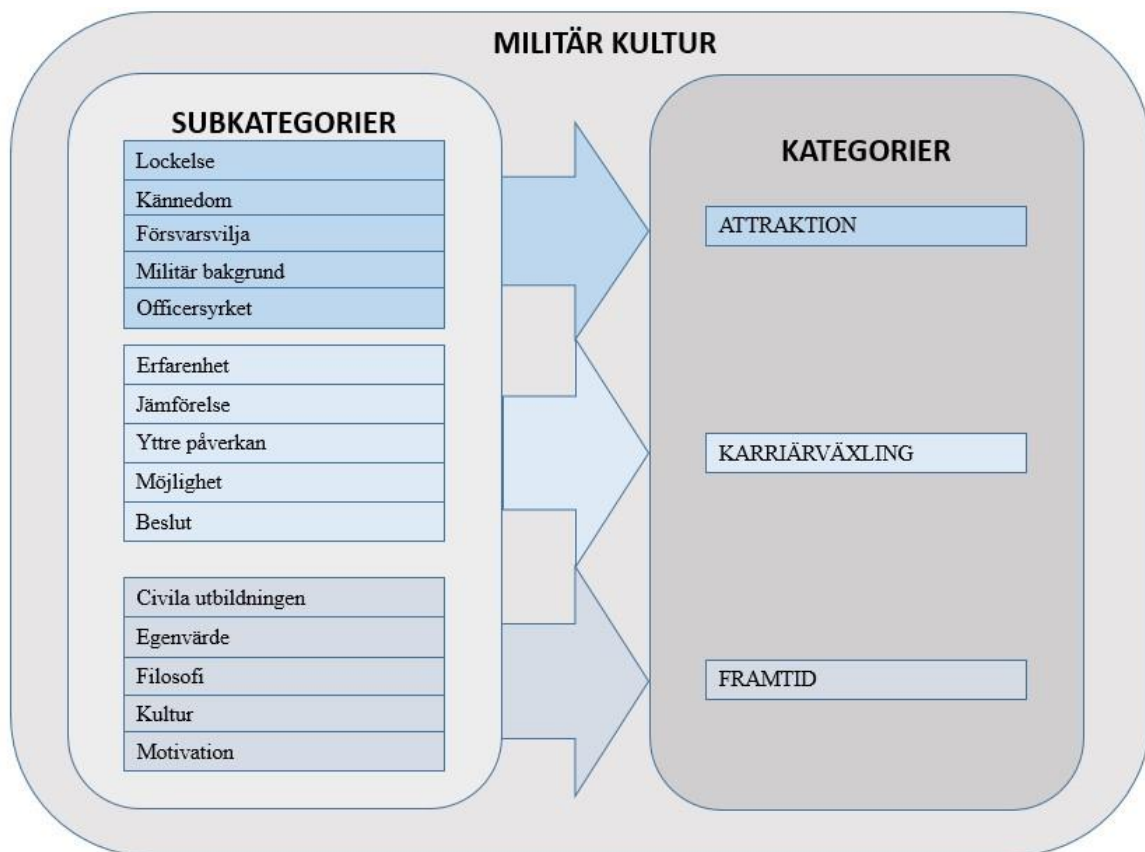 MILITÄR KULTUR
SUBKATEGORIER
Lockelse
Kännedom
Försvarsvilja
Militär bakgrund
Officersyrket
Erfarenhet
Jämförelse
Yttre påverkan
Möjlighet
Beslut
Civila utbildningen
Egenvärde
Filosofi
Kultur
Motivation
KATEGORIER
ATTRAKTION
KARRIÄRVÄXLING
FRAMTID